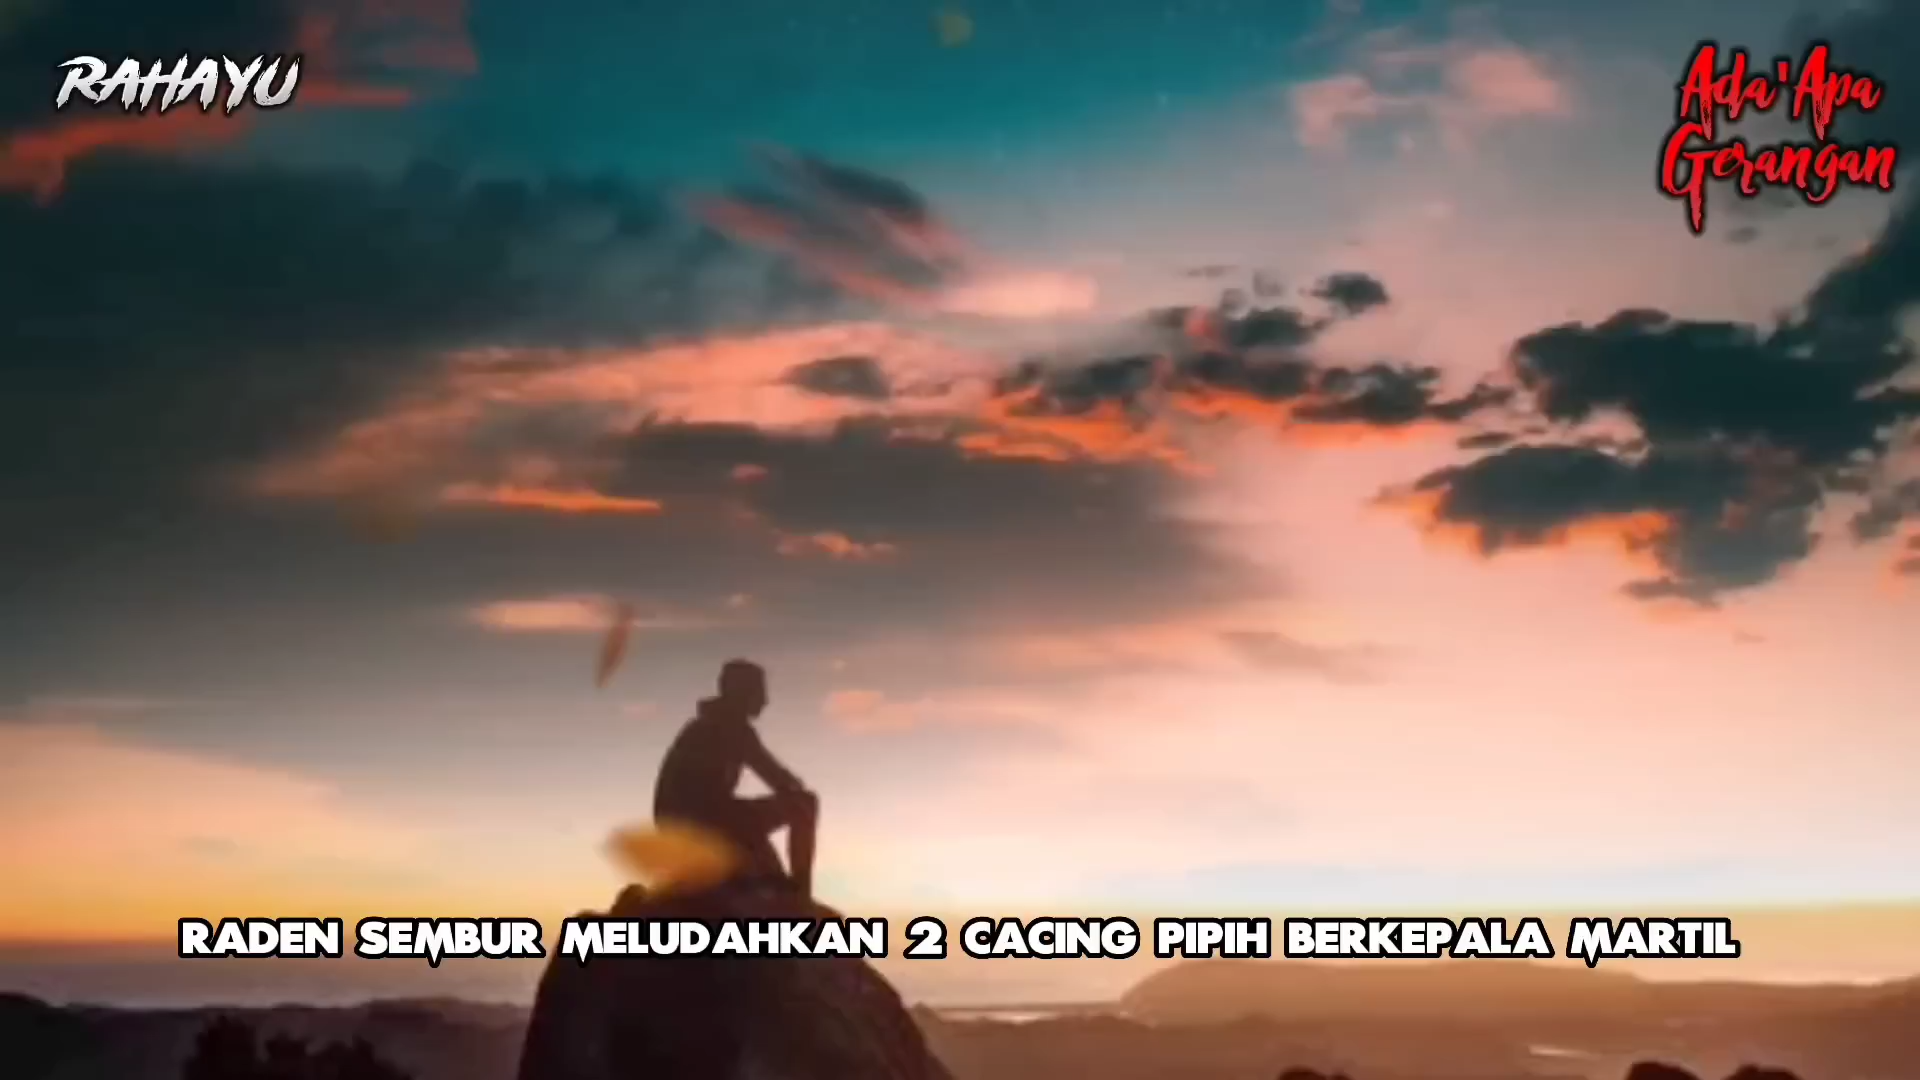 RAHAYU
Ada'Apa
Gerangan
RADEN SEMBUR MELUDAHKAN 2 CACING PIPIH BERKEPALA MARTIL